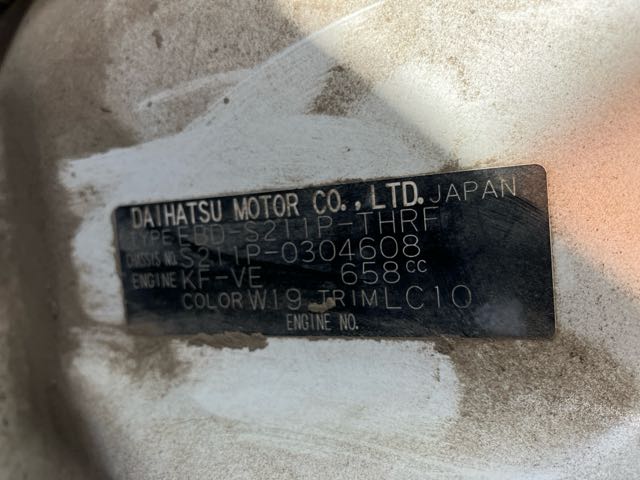 DAIHATSU MOTOR CO., LTD. JAPAN
TYPE EBD-S211P-THRF
CHASSIS NO. S211P-0304608
ENGINE KF-VE 658cc
COLOR W19 TRIM LC10
ENGINE NO.